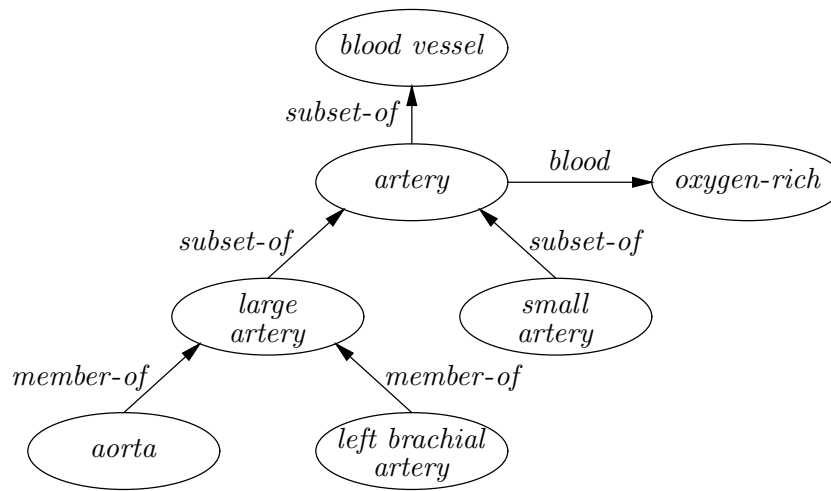 blood vessel
subset-of
artery
blood
oxygen-rich
subset-of
subset-of
large
artery
small
artery
member-of
member-of
aorta
left brachial
artery